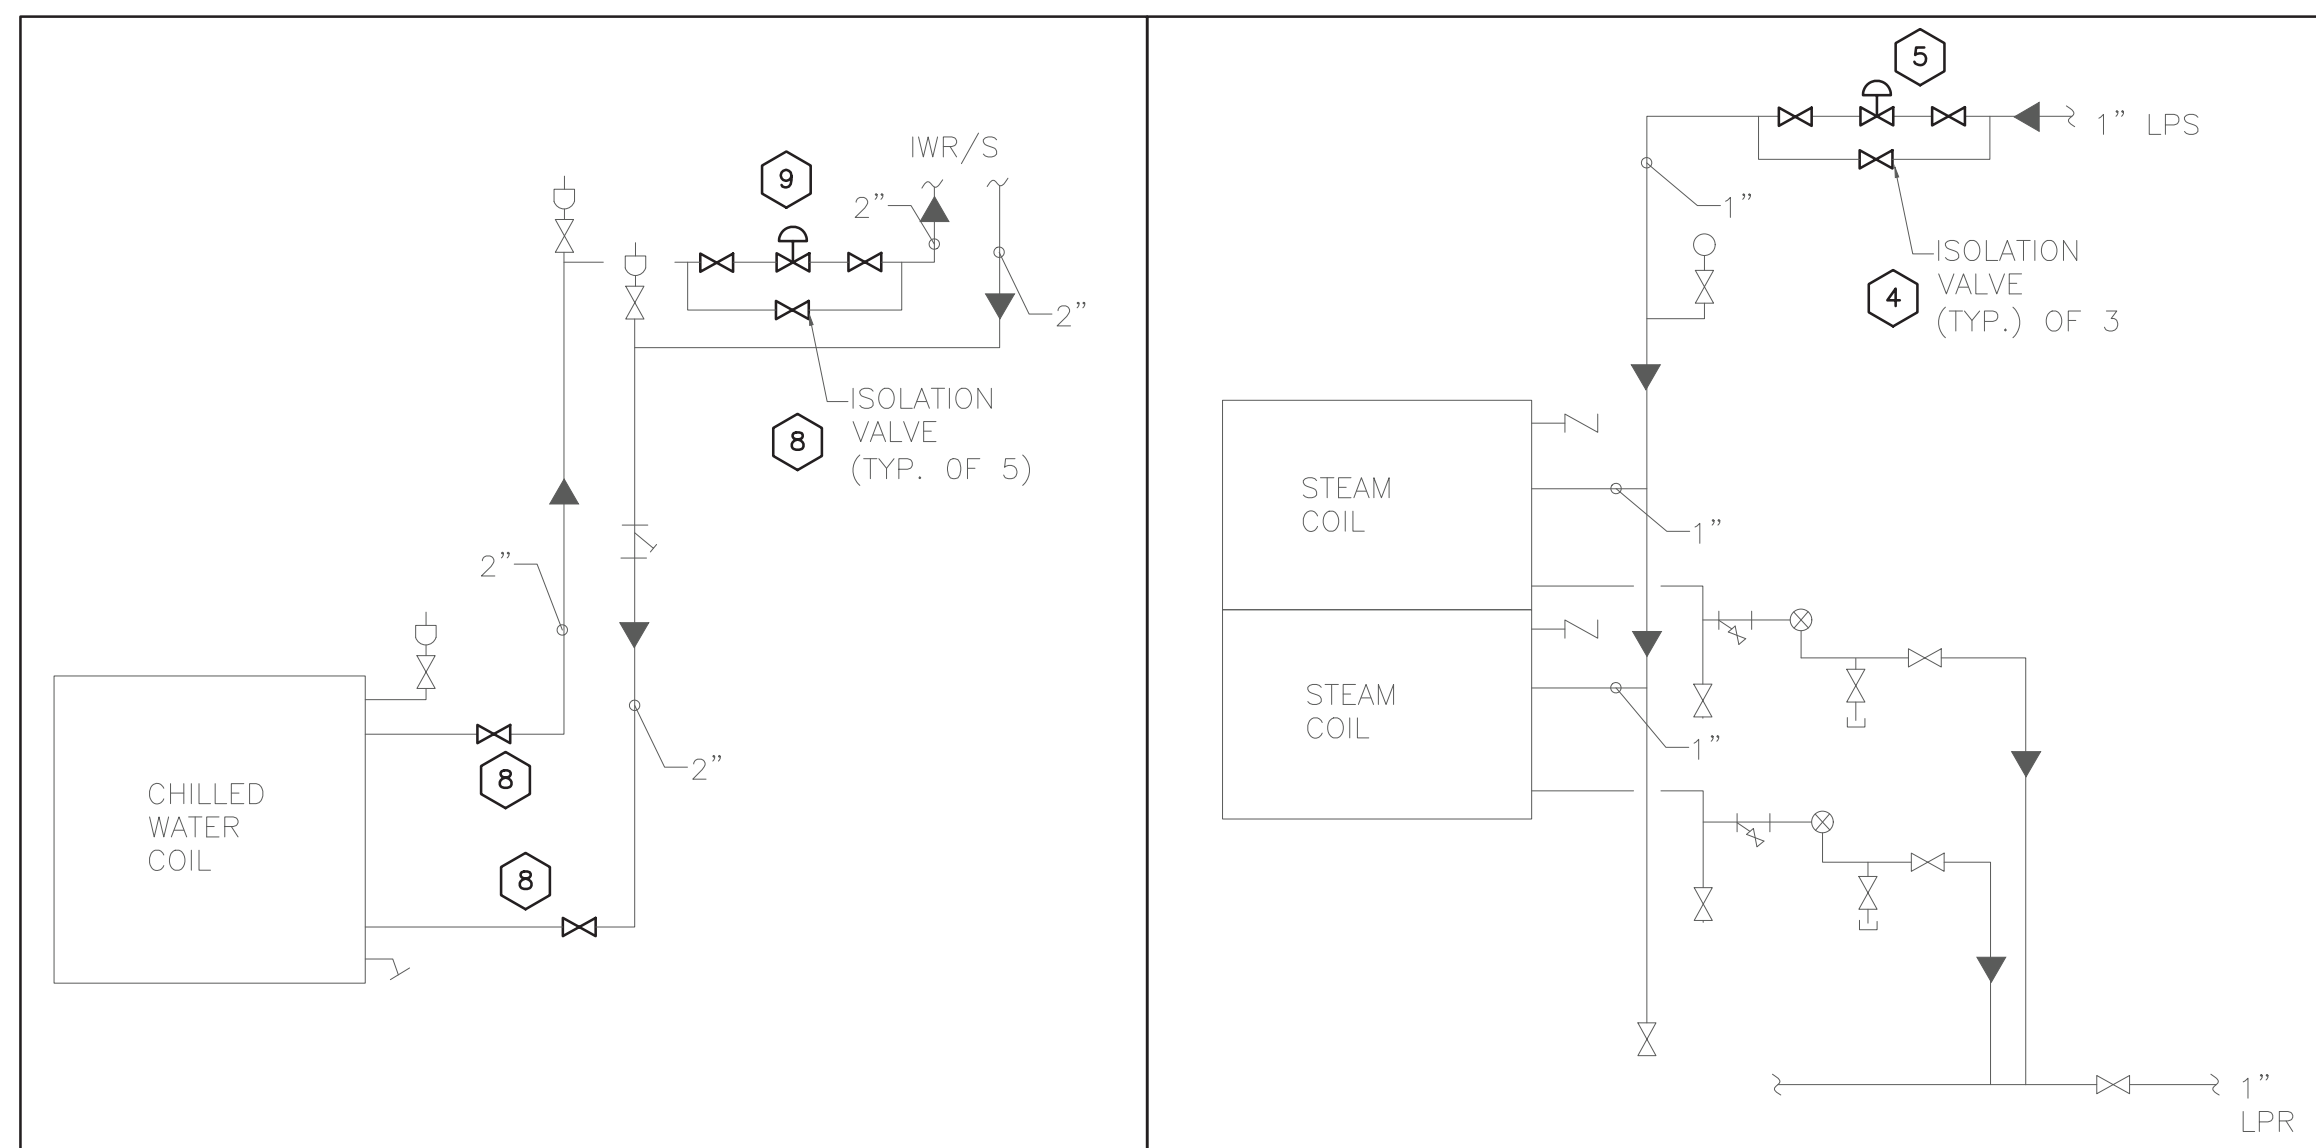 9
IWR/S
2"
2"
ISOLATION
VALVE
(TYP. OF 5)
8
2"
2"
8
8
CHILLED
WATER
COIL
5
1" LPS
1"
ISOLATION
VALVE
(TYP.) OF 3
4
STEAM
COIL
1"
STEAM
COIL
1"
1"
LPR